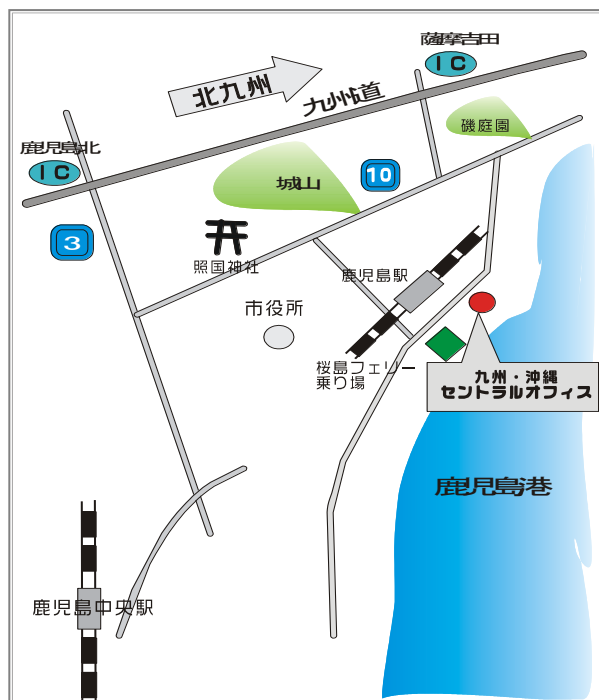 薩摩吉田
IC
北九州
九州道
磯庭園
鹿児島北
IC
城山
10
3
照国神社
鹿児島駅
市役所
桜島フェリー
乗り場
九州・沖縄
セントラルオフィス
鹿児島港
鹿児島中央駅